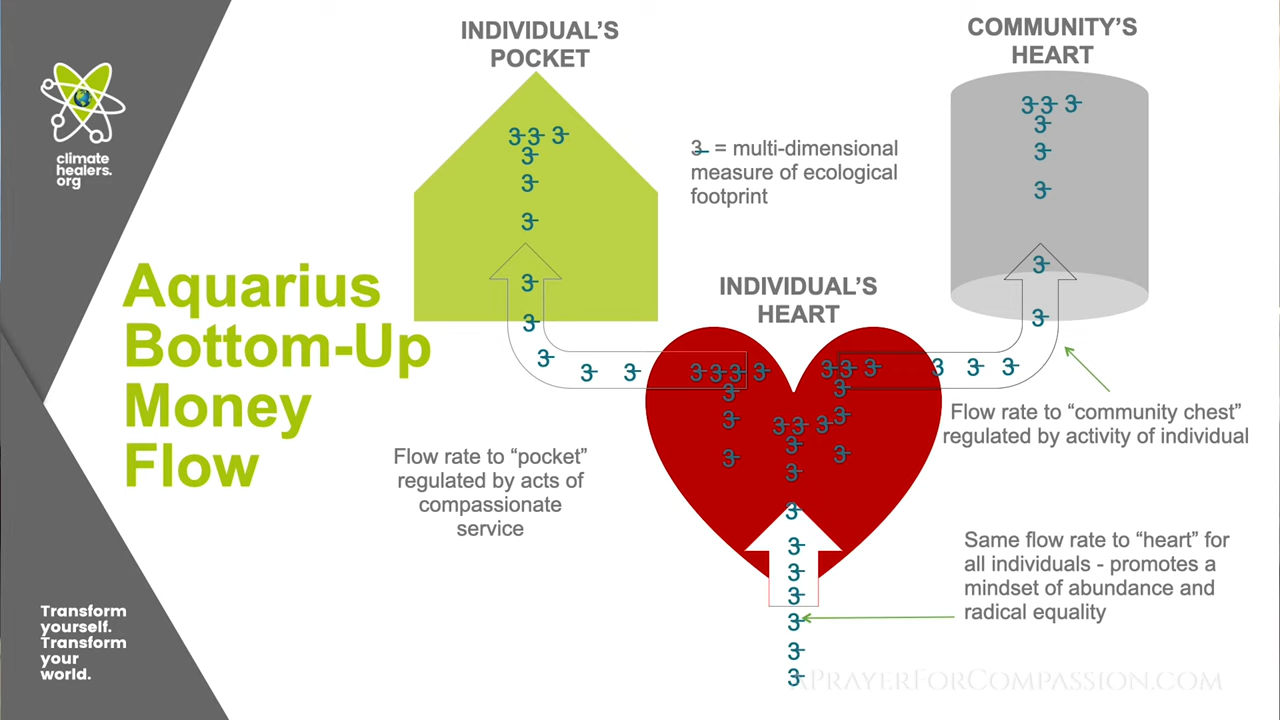 climate
healers.
org
Aquarius
Bottom-Up
Money
Flow
Transform
yourself.
Transform
your
world.
INDIVIDUAL'S
POCKET
COMMUNITY'S
HEART
3 = multi-dimensional
measure of ecological
footprint
INDIVIDUAL'S
HEART
Flow rate to “pocket”
regulated by acts of
compassionate
service
Flow rate to “community chest”
regulated by activity of individual
Same flow rate to “heart” for
all individuals - promotes a
mindset of abundance and
radical equality
APRAYERFORCOMPASSION.COM